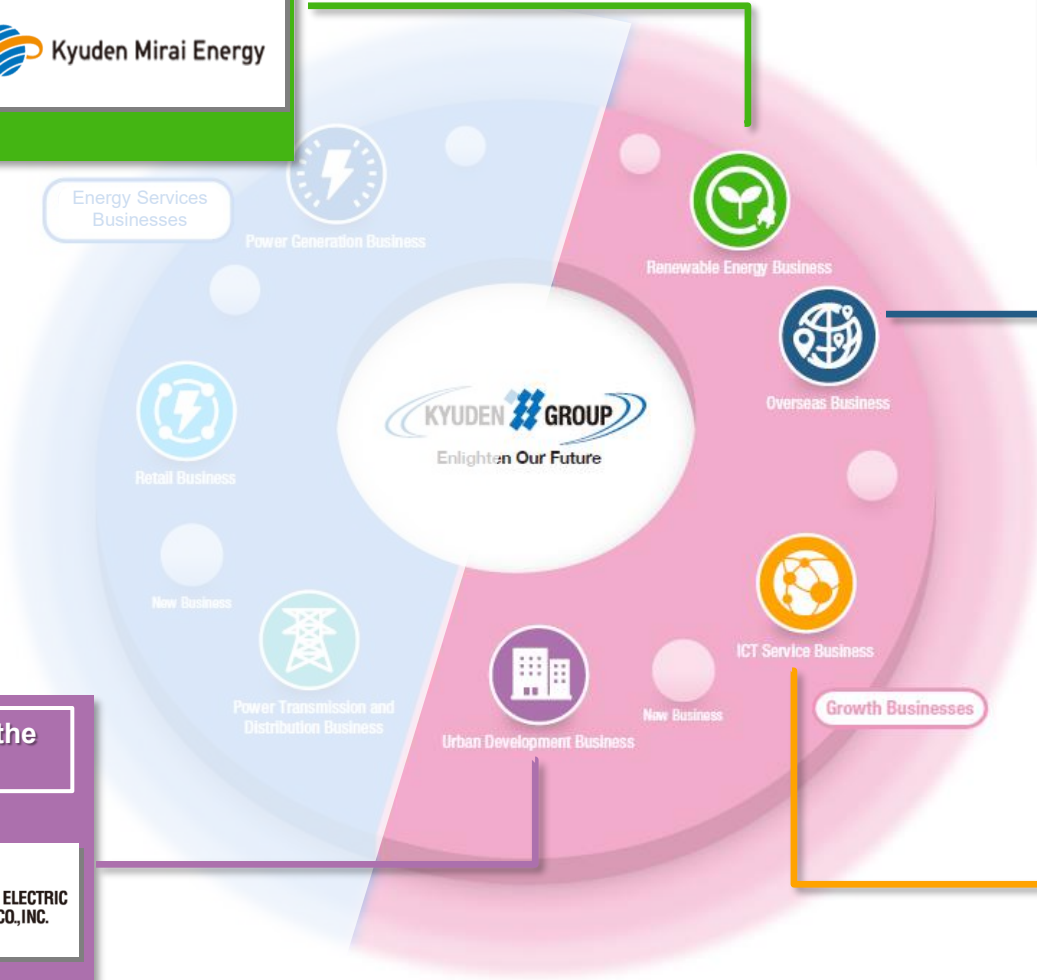 Kyuden Mirai Energy
Energy Services
Businesses
Power Generation Business
Renewable Energy Business
Overseas Business
KYUDEN GROUP
Enlighten Our Future
Retail Business
New Business
ICT Service Business
Power Transmission and
Distribution Business
New Business
Growth Businesses
Urban Development Business
the
ELECTRIC
CO.,INC.